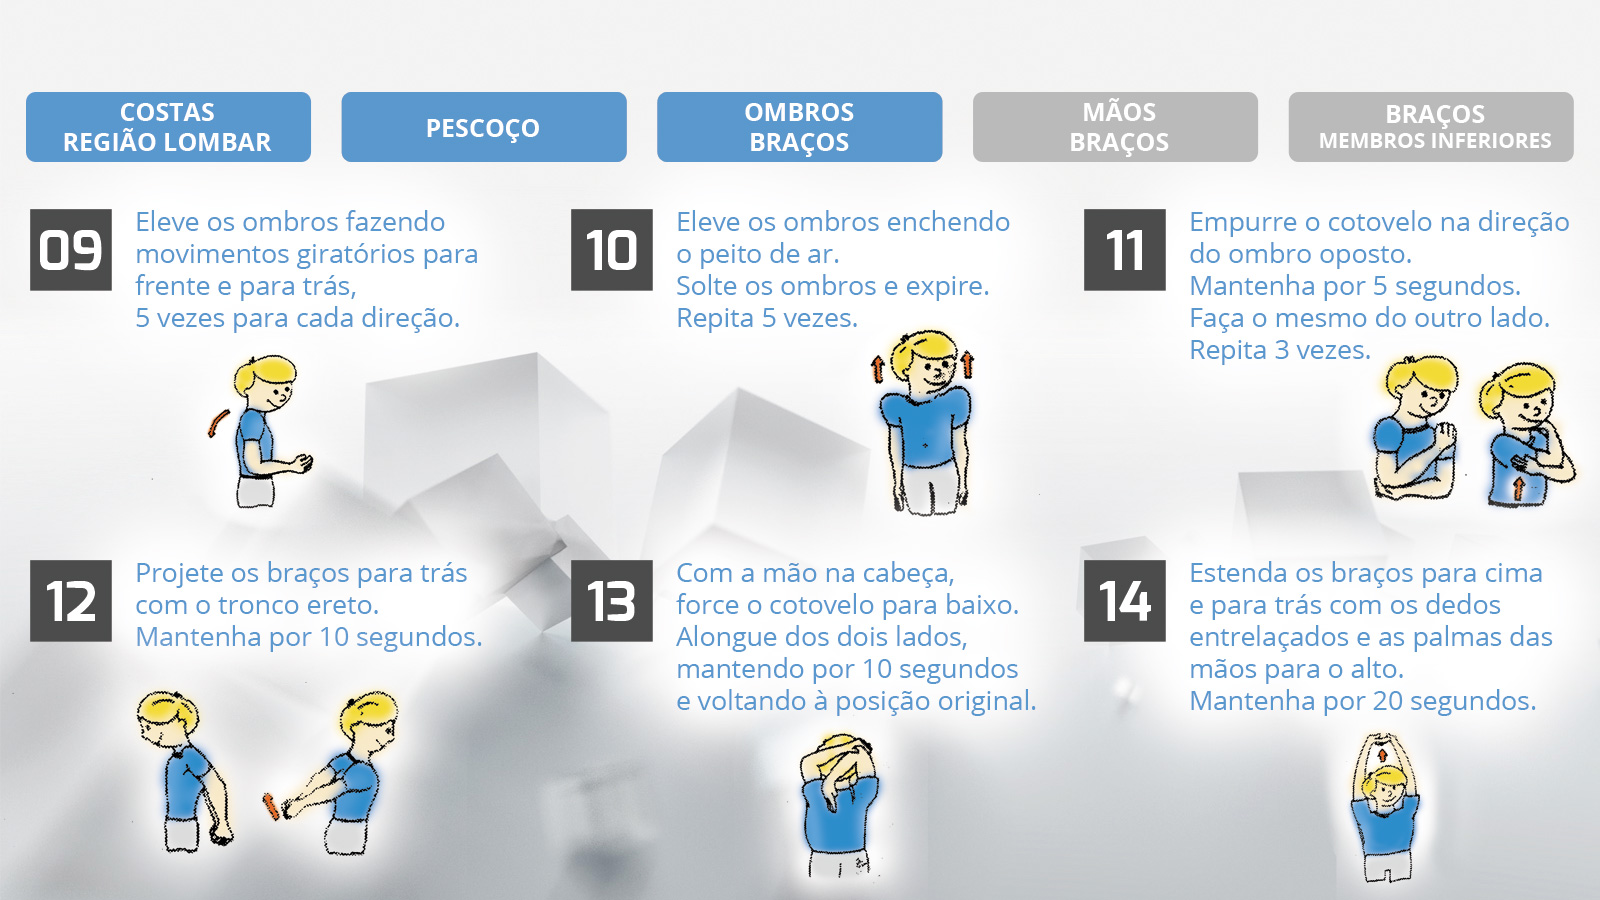 COSTAS
REGIÃO LOMBAR
PESCOÇO
OMBROS
BRAÇOS
MÃOS
BRAÇOS
BRAÇOS
MEMBROS INFERIORES
09
Eleve os ombros fazendo
movimentos giratórios para
frente e para trás,
5 vezes para cada direção.
10
Eleve os ombros enchendo
o peito de ar.
Solte os ombros e expire.
Repita 5 vezes.
11
Empurre o cotovelo na direção
do ombro oposto.
Mantenha por 5 segundos.
Faça o mesmo do outro lado.
Repita 3 vezes.
12
Projete os braços para trás
com o tronco ereto.
Mantenha por 10 segundos.
13
Com a mão na cabeça,
force o cotovelo para baixo.
Alongue dos dois lados,
mantendo por 10 segundos
e voltando à posição original.
14
Estenda os braços para cima
e para trás com os dedos
entrelaçados e as palmas das
mãos para o alto.
Mantenha por 20 segundos.